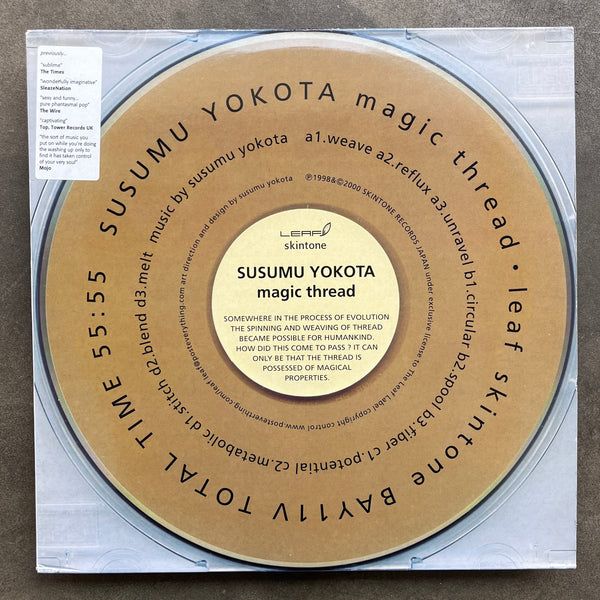 previously...
"sublime"
The Times
"wonderfully imaginative"
SleazeNation
"sexy and funny...
pure phantasmal pop"
The Wire
"captivating"
Top, Tower Records UK
"the sort of music you
put on while you're doing
the washing up only to
find it has taken control
of your very soul"
Mojo
SUSUMU YOKOTA magic thread • leaf skintone BAY11V TOTAL TIME 55:55
music by susumu yokota a1.weave a2.reflux a3.unravel b1.circular b2.spool b3.fiber c1.potential c2.metabolic d1.stitch d2.blend d3.melt
℗1998&©2000 SKINTONE RECORDS JAPAN under exclusive license to The Leaf Label copyright control www.posteverything.com/leaf leaf@posteverything.com art direction and design by susumu yokota
LEAF
skintone
SUSUMU YOKOTA
magic thread
SOMEWHERE IN THE PROCESS OF EVOLUTION
THE SPINNING AND WEAVING OF THREAD
BECAME POSSIBLE FOR HUMANKIND.
HOW DID THIS COME TO PASS ? IT CAN
ONLY BE THAT THE THREAD IS
POSSESSED OF MAGICAL
PROPERTIES.